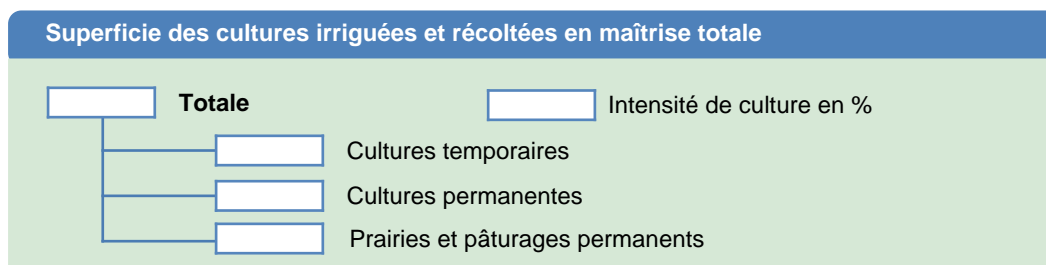 Superficie des cultures irriguées et récoltées en maîtrise totale
Totale
Intensité de culture en %
Cultures temporaires
Cultures permanentes
Prairies et pâturages permanents